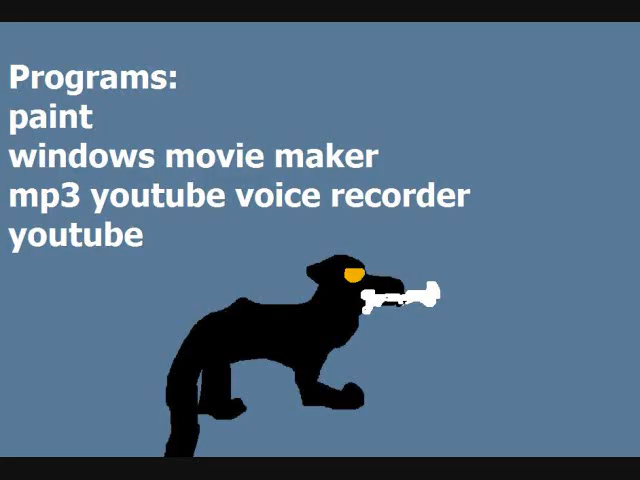 Programs:
paint
windows movie maker
mp3 youtube voice recorder
youtube